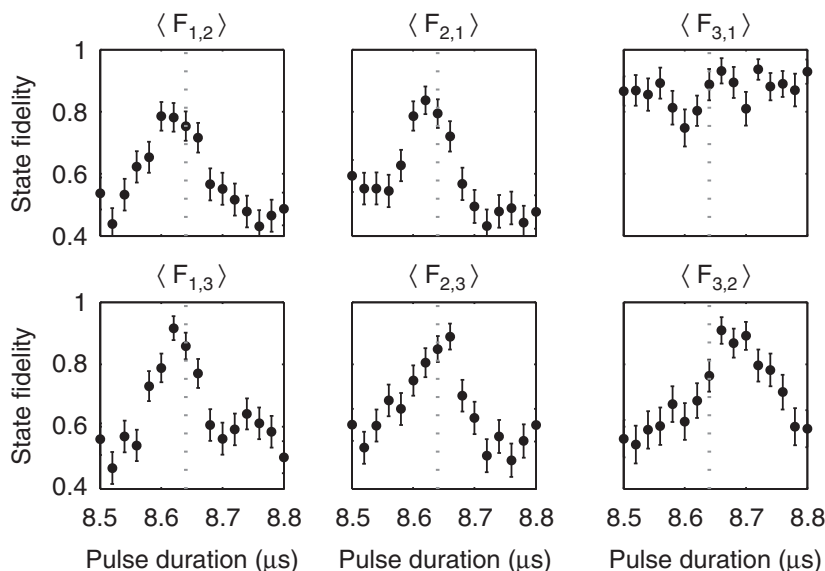 ⟨ F1,2 ⟩ ⟨ F2,1 ⟩ ⟨ F3,1 ⟩
1
0.8
0.6
0.4
State fidelity
⟨ F1,3 ⟩ ⟨ F2,3 ⟩ ⟨ F3,2 ⟩
1
0.8
0.6
0.4
State fidelity
8.5 8.6 8.7 8.8 8.5 8.6 8.7 8.8 8.5 8.6 8.7 8.8
Pulse duration (μs) Pulse duration (μs) Pulse duration (μs)